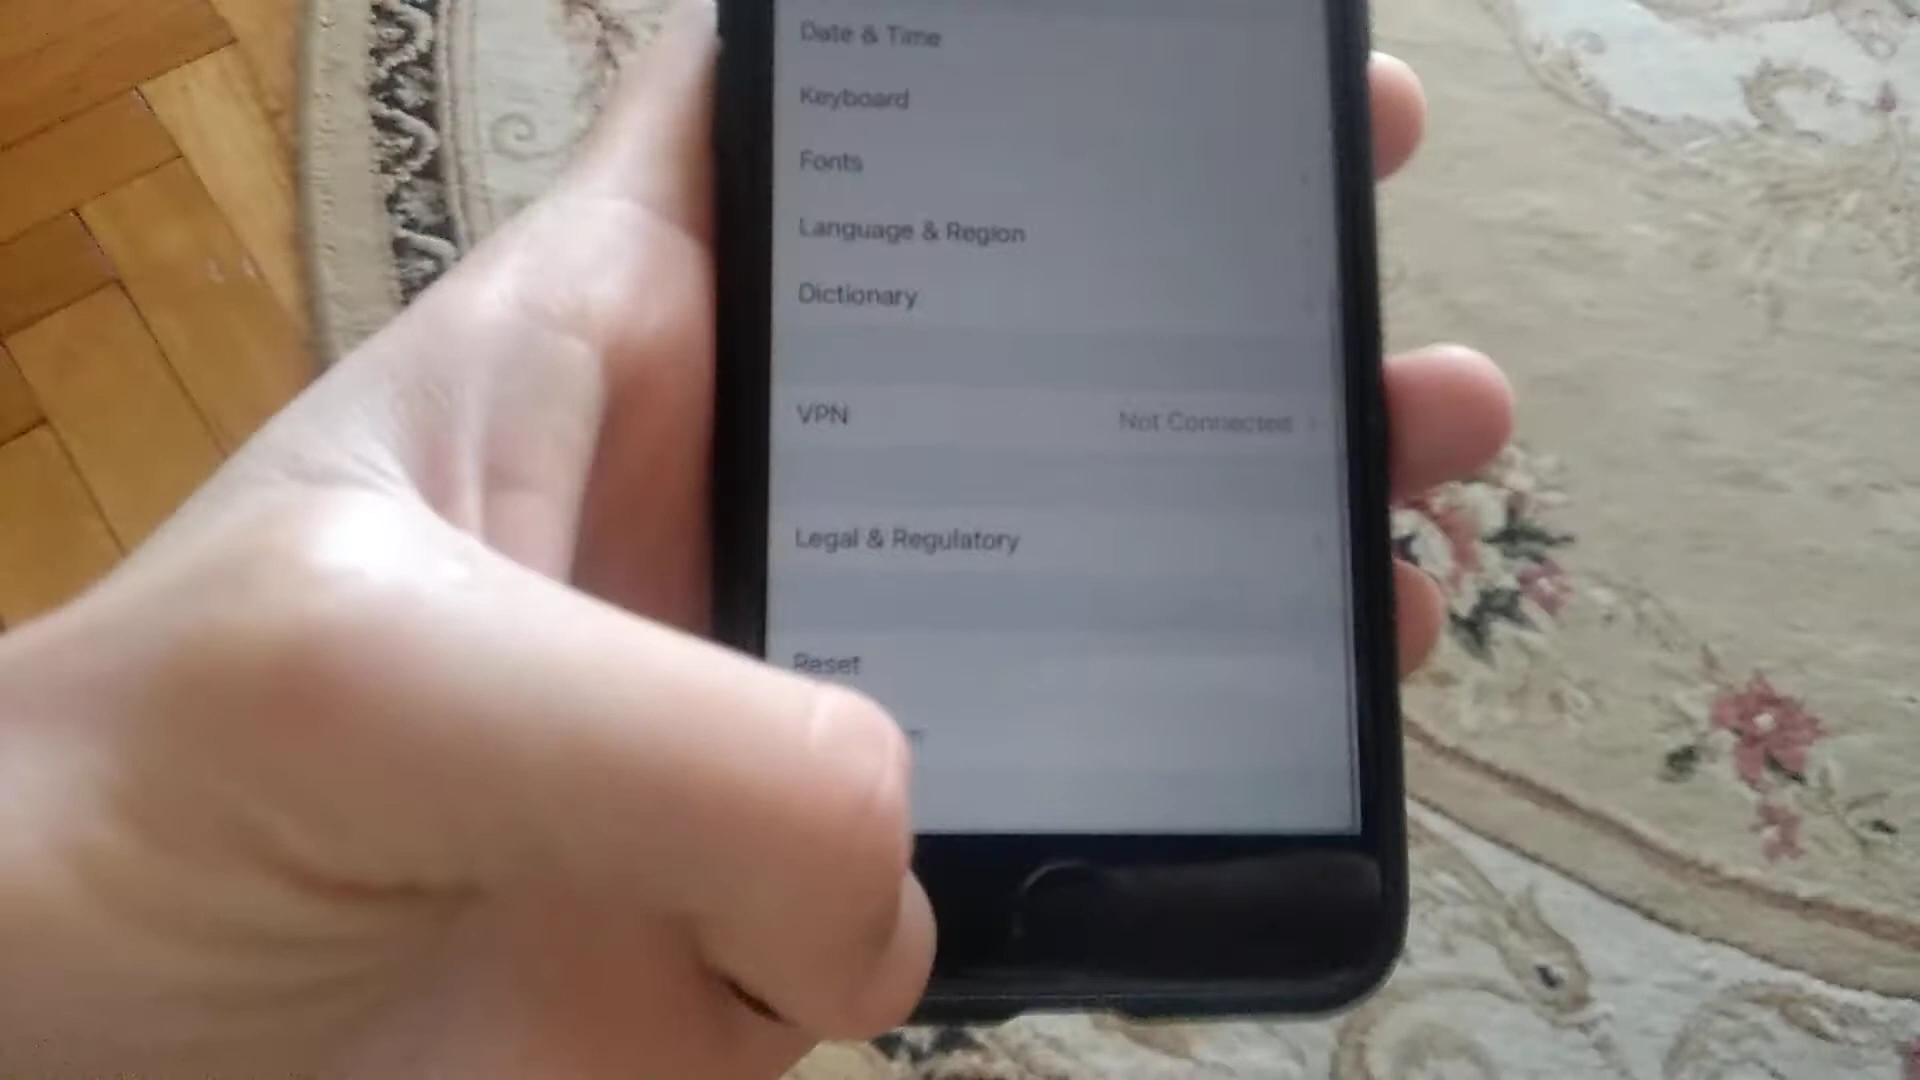 Date & Time
Keyboard
Fonts
Language & Region
Dictionary
VPN Not Connected
Legal & Regulatory
Reset